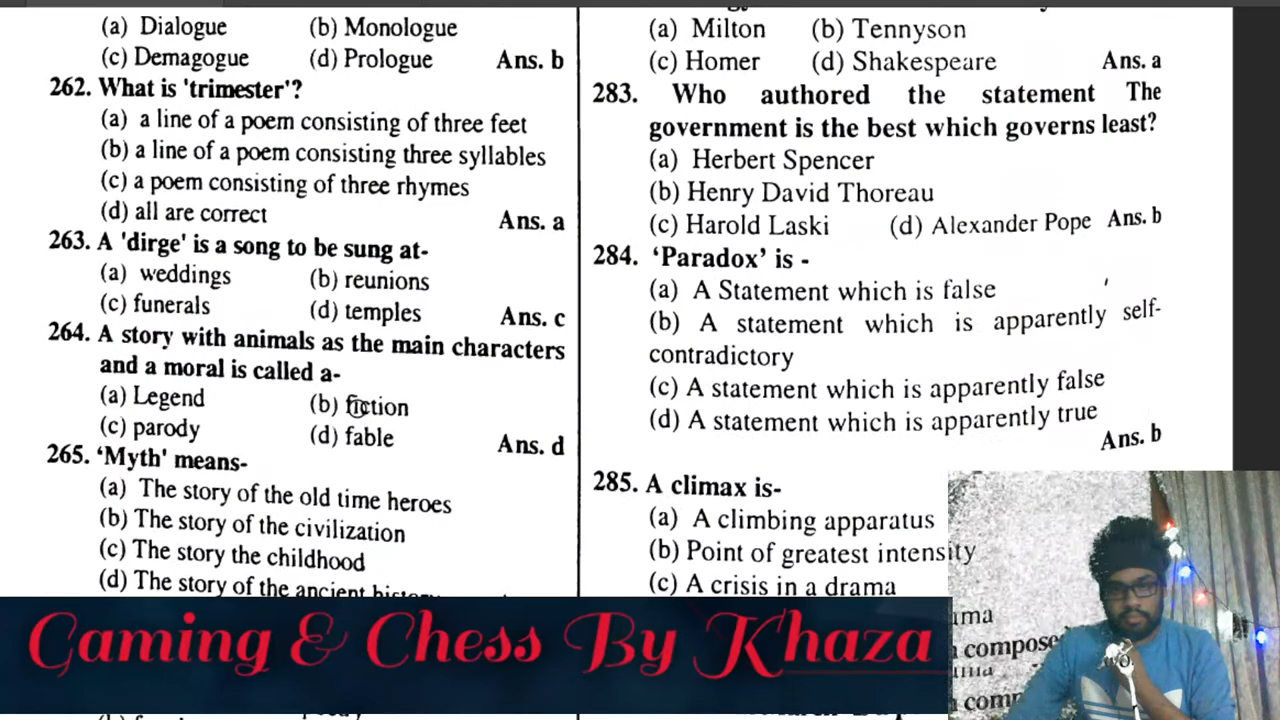 (a) Dialogue (b) Monologue
(c) Demagogue (d) Prologue Ans. b
262. What is 'trimester'?
(a) a line of a poem consisting of three feet
(b) a line of a poem consisting three syllables
(c) a poem consisting of three rhymes
(d) all are correct Ans. a
263. A 'dirge' is a song to be sung at-
(a) weddings (b) reunions
(c) funerals (d) temples Ans. c
264. A story with animals as the main characters
and a moral is called a-
(a) Legend (b) fiction
(c) parody (d) fable Ans. d
265. ‘Myth' means-
(a) The story of the old time heroes
(b) The story of the civilization
(c) The story the childhood
(d) The story of the ancient
(a) Milton (b) Tennyson
(c) Homer (d) Shakespeare Ans. a
283. Who authored the statement The
government is the best which governs least?
(a) Herbert Spencer
(b) Henry David Thoreau
(c) Harold Laski (d) Alexander Pope Ans. b
284. ‘Paradox’ is -
(a) A Statement which is false
(b) A statement which is apparently self-
contradictory
(c) A statement which is apparently false
(d) A statement which is apparently true
Ans. b
285. A climax is-
(a) A climbing apparatus
(b) Point of greatest intensity
(c) A crisis in a drama
Gaming & Chess By Khaza